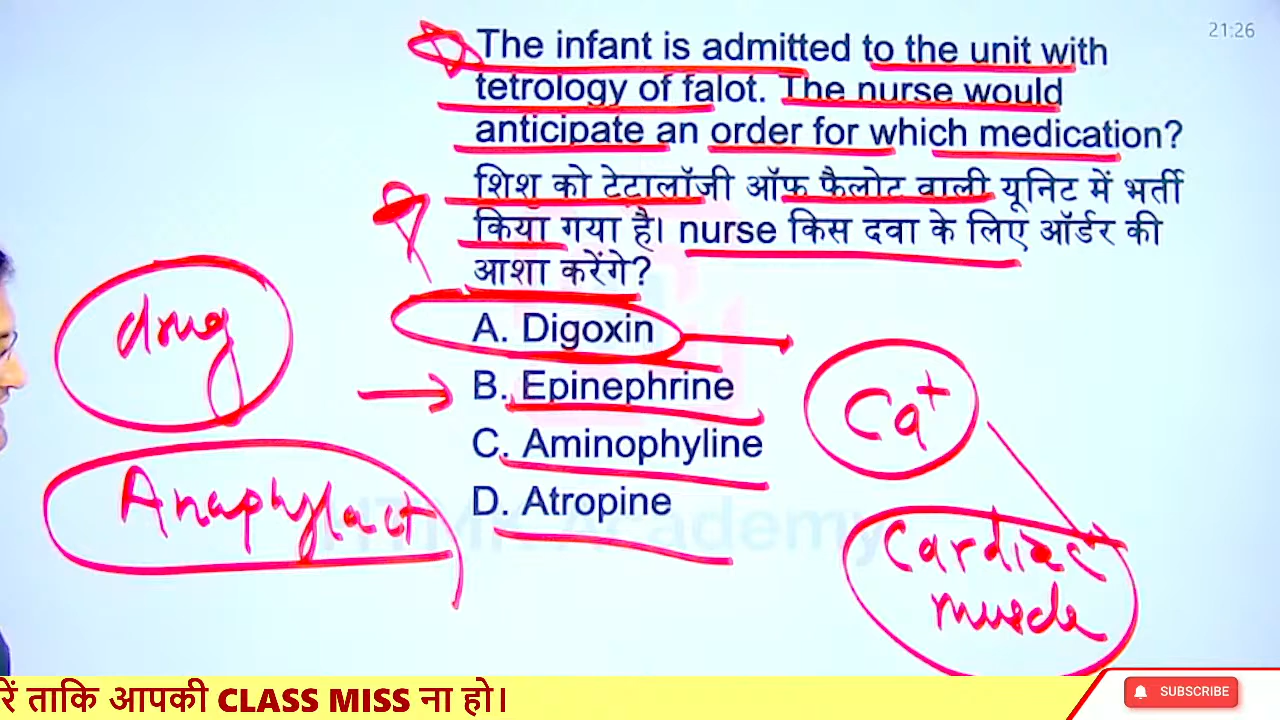 21:26
The infant is admitted to the unit with
tetrology of falot. The nurse would
anticipate an order for which medication?
शिशु को टेट्रालॉजी ऑफ फैलोट वाली यूनिट में भर्ती
किया गया है। nurse किस दवा के लिए ऑर्डर की
आशा करेंगे?
A. Digoxin
B. Epinephrine
C. Aminophyline
D. Atropine
drug
Anaphylact
Ca+
Cardiac
muscle
Academy
रें ताकि आपकी CLASS MISS ना हो।
SUBSCRIBE